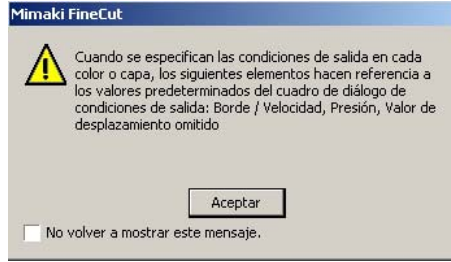 Mimaki FineCut
Cuando se especifican las condiciones de salida en cada
color o capa, los siguientes elementos hacen referencia a
los valores predeterminados del cuadro de diálogo de
condiciones de salida: Borde / Velocidad, Presión, Valor de
desplazamiento omitido
Aceptar
No volver a mostrar este mensaje.